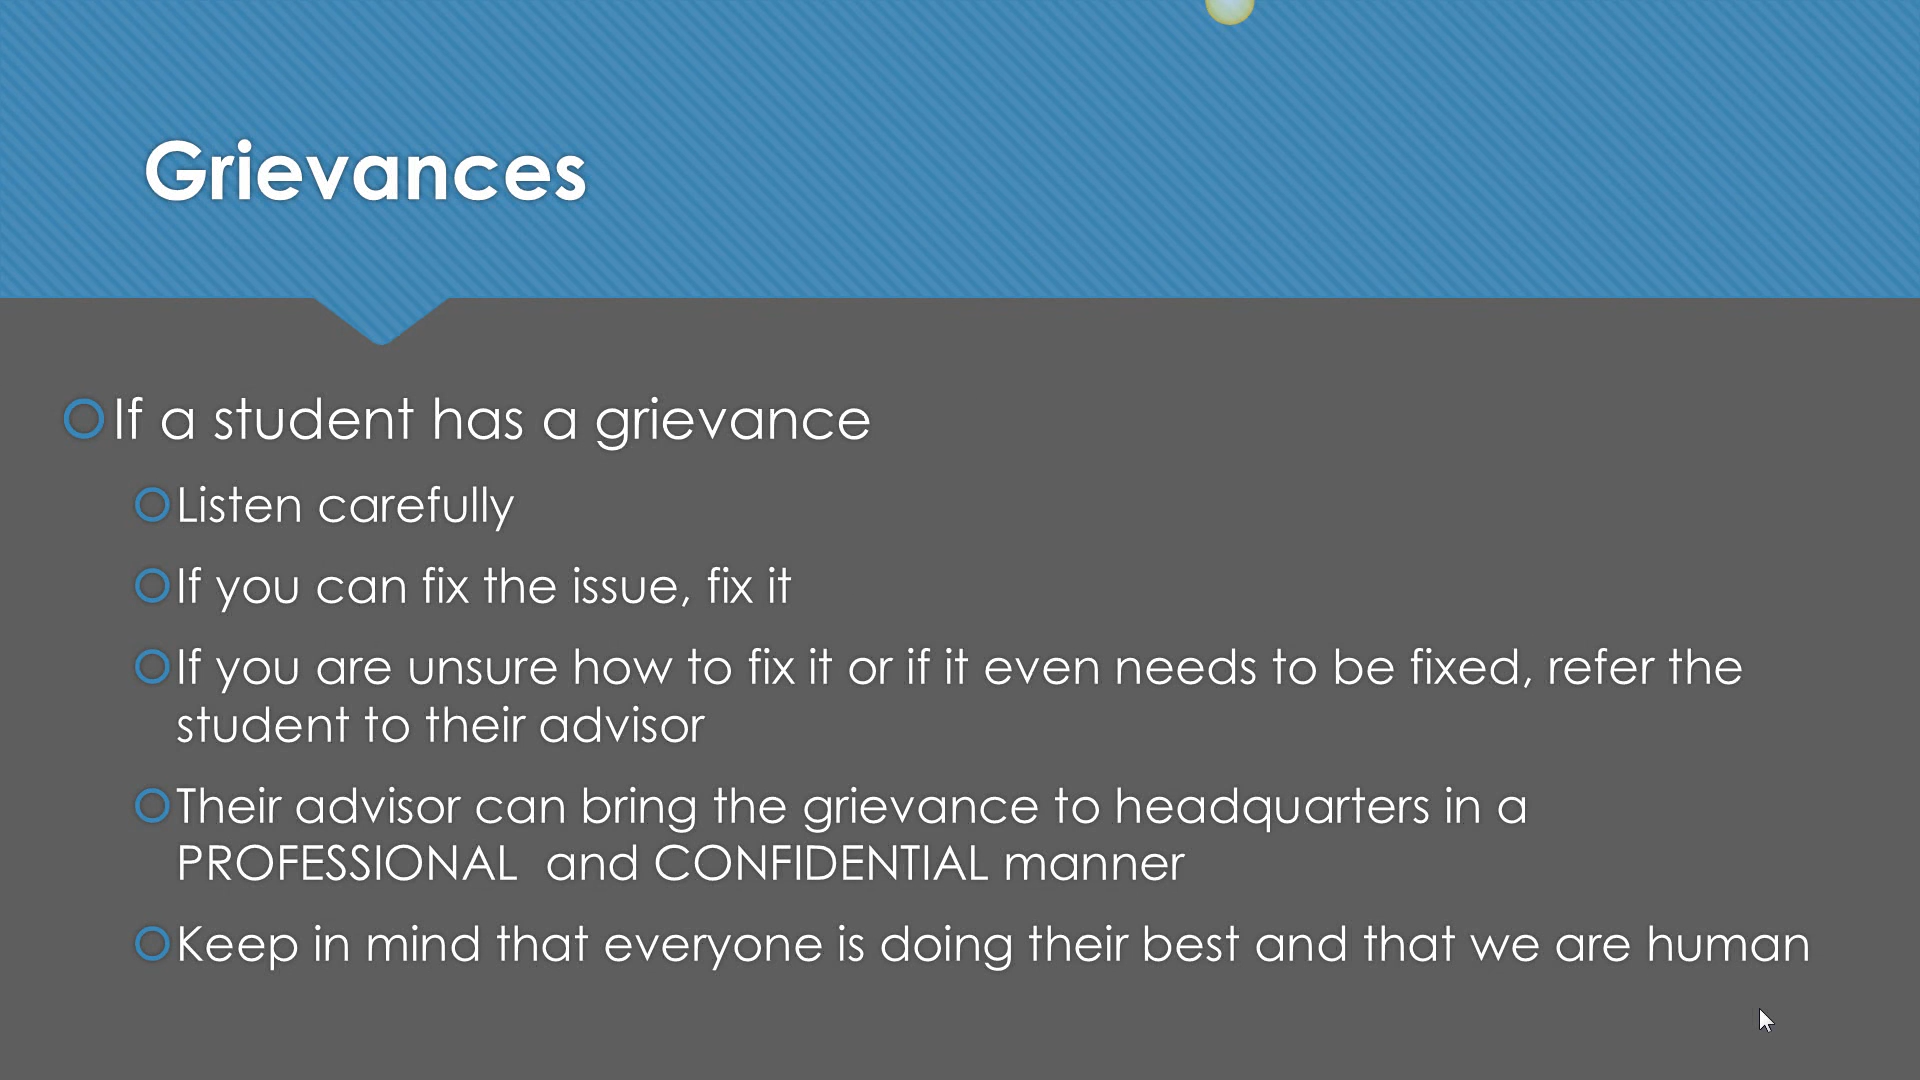 Grievances
If a student has a grievance
Listen carefully
If you can fix the issue, fix it
If you are unsure how to fix it or if it even needs to be fixed, refer the
student to their advisor
Their advisor can bring the grievance to headquarters in a
PROFESSIONAL  and CONFIDENTIAL manner
Keep in mind that everyone is doing their best and that we are human